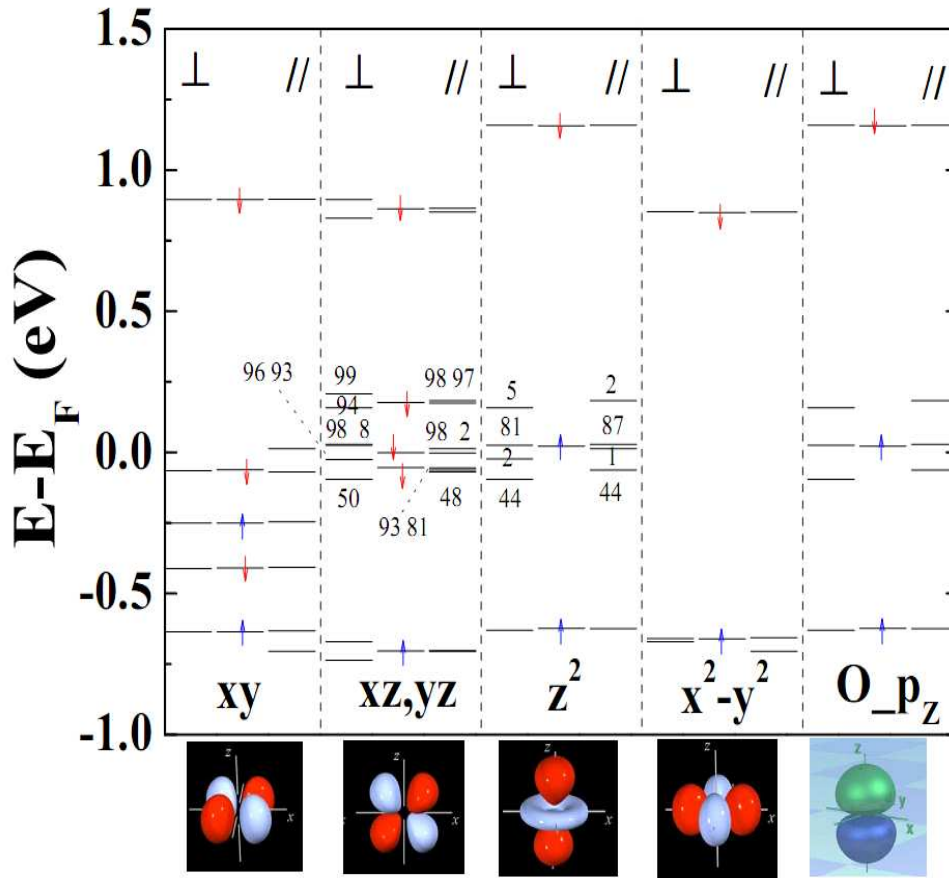 1.5
⊥ // ⊥ // ⊥ // ⊥ // ⊥ //
1.0
E-E_F (eV)
0.5
96 93 99 98 97 5 2
94 81 87
98 8 98 2
0.0
2 1
50 48 44 44
93 81
-0.5
xy xz,yz z² x²-y² O_p_z
-1.0
z z z z z
y
x x x x x